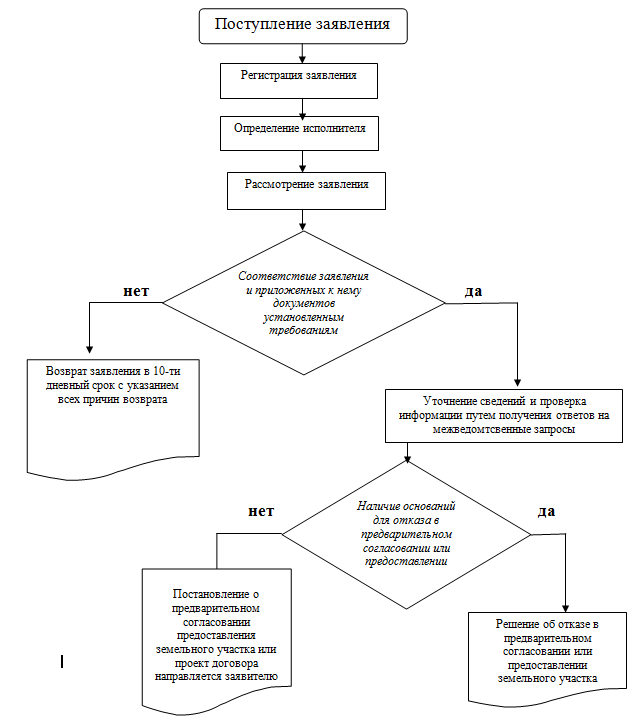 Поступление заявления
Регистрация заявления
Определение исполнителя
Рассмотрение заявления
Соответствие заявления
и приложенных к нему
документов
установленным
требованиям
нет
да
Возврат заявления в 10-ти
дневный срок с указанием
всех причин возврата
Уточнение сведений и проверка
информации путем получения ответов на
межведомтсвенные запросы
Наличие оснований
для отказа в
предварительном
согласовании или
предоставлении
нет
да
Постановление о
предварительном
согласовании
предоставления
земельного участка или
проект договора
направляется заявителю
Решение об отказе в
предварительном
согласовании или
предоставлении
земельного участка